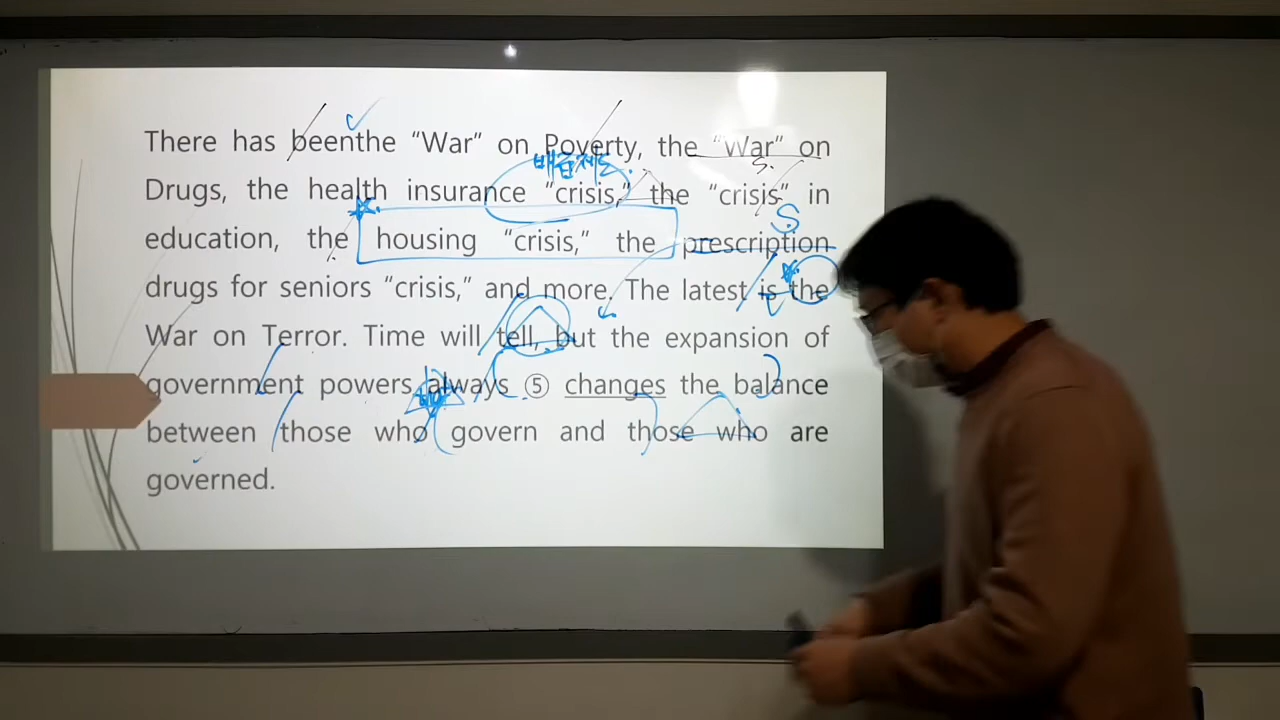 There has beenthe “War” on Poverty, the “War” on
Drugs, the health insurance “crisis,” the “crisis” in
education, the housing “crisis,” the prescription
drugs for seniors “crisis,” and more. The latest is the
War on Terror. Time will tell, but the expansion of
government powers always ⑤ changes the balance
between those who govern and those who are
governed.